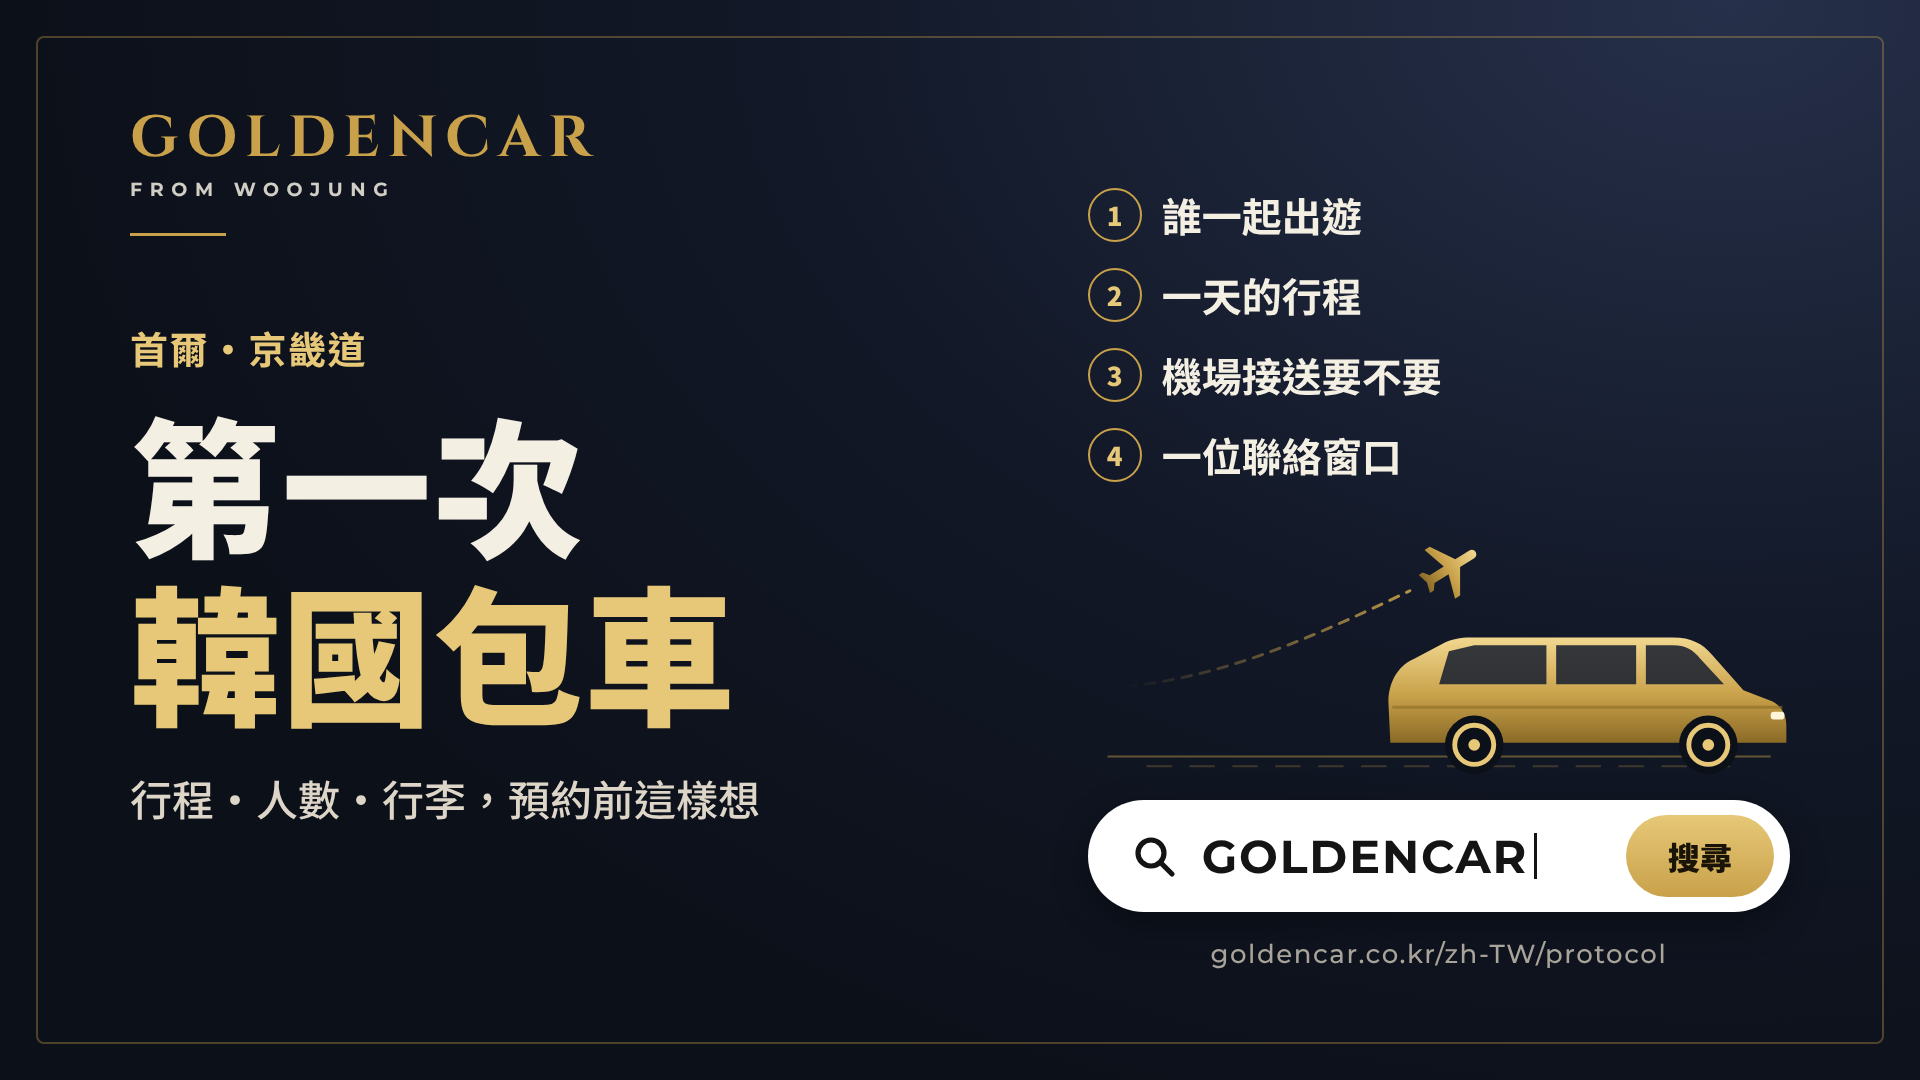 GOLDENCAR
FROM WOOJUNG
首爾・京畿道
第一次
韓國包車
行程・人數・行李，預約前這樣想
1 誰一起出遊
2 一天的行程
3 機場接送要不要
4 一位聯絡窗口
GOLDENCAR
搜尋
goldencar.co.kr/zh-TW/protocol